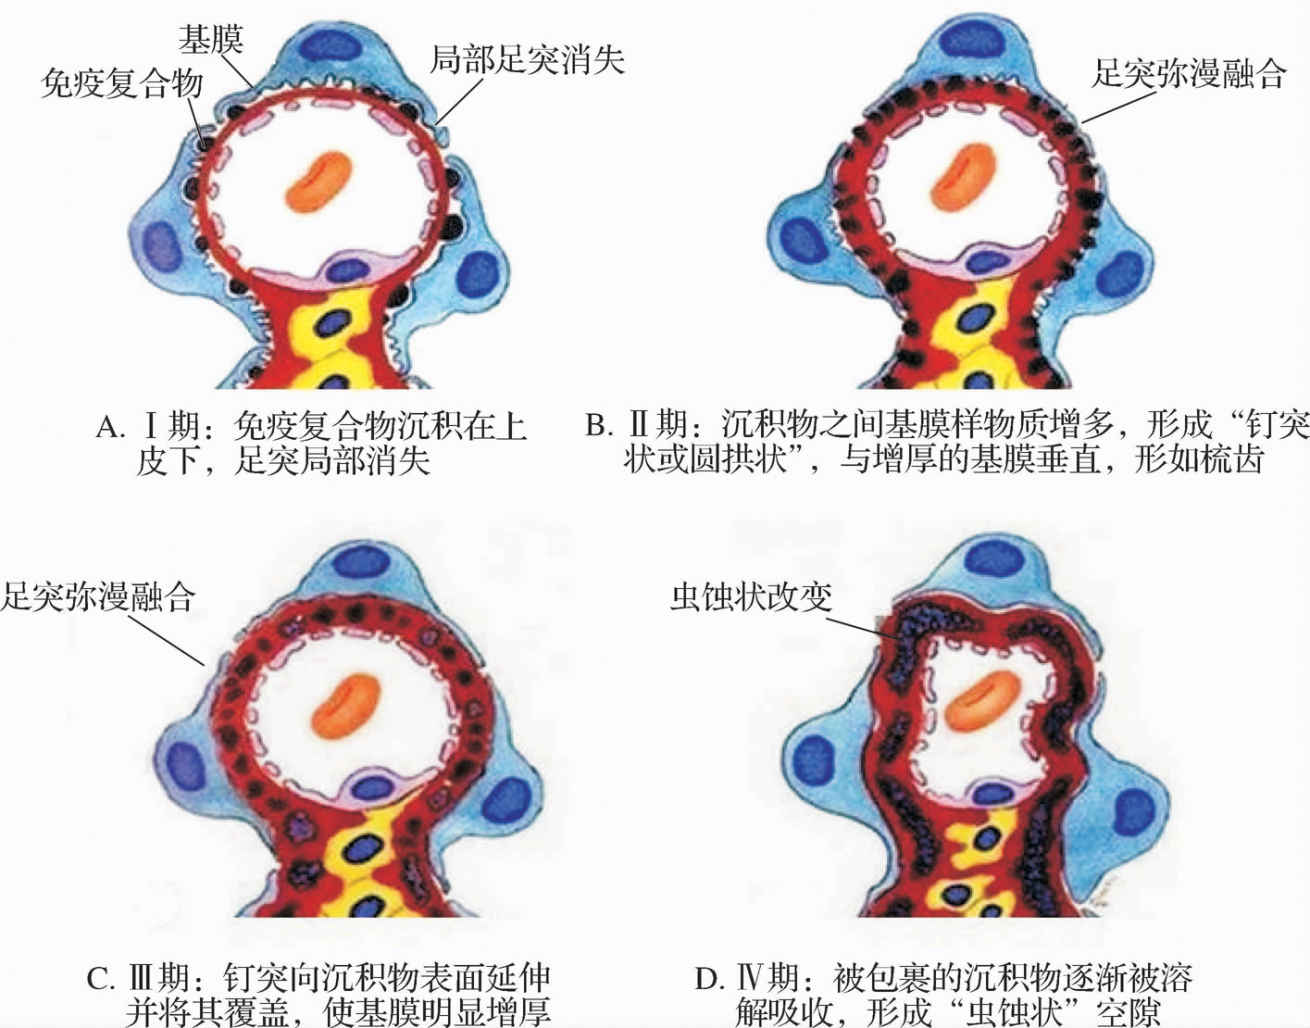 基膜
免疫复合物
局部足突消失
足突弥漫融合
A. Ⅰ期：免疫复合物沉积在上
皮下，足突局部消失
B. Ⅱ期：沉积物之间基膜样物质增多，形成“钉突
状或圆拱状”，与增厚的基膜垂直，形如梳齿
足突弥漫融合
虫蚀状改变
C. Ⅲ期：钉突向沉积物表面延伸
并将其覆盖，使基膜明显增厚
D. Ⅳ期：被包裹的沉积物逐渐被溶
解吸收，形成“虫蚀状”空隙